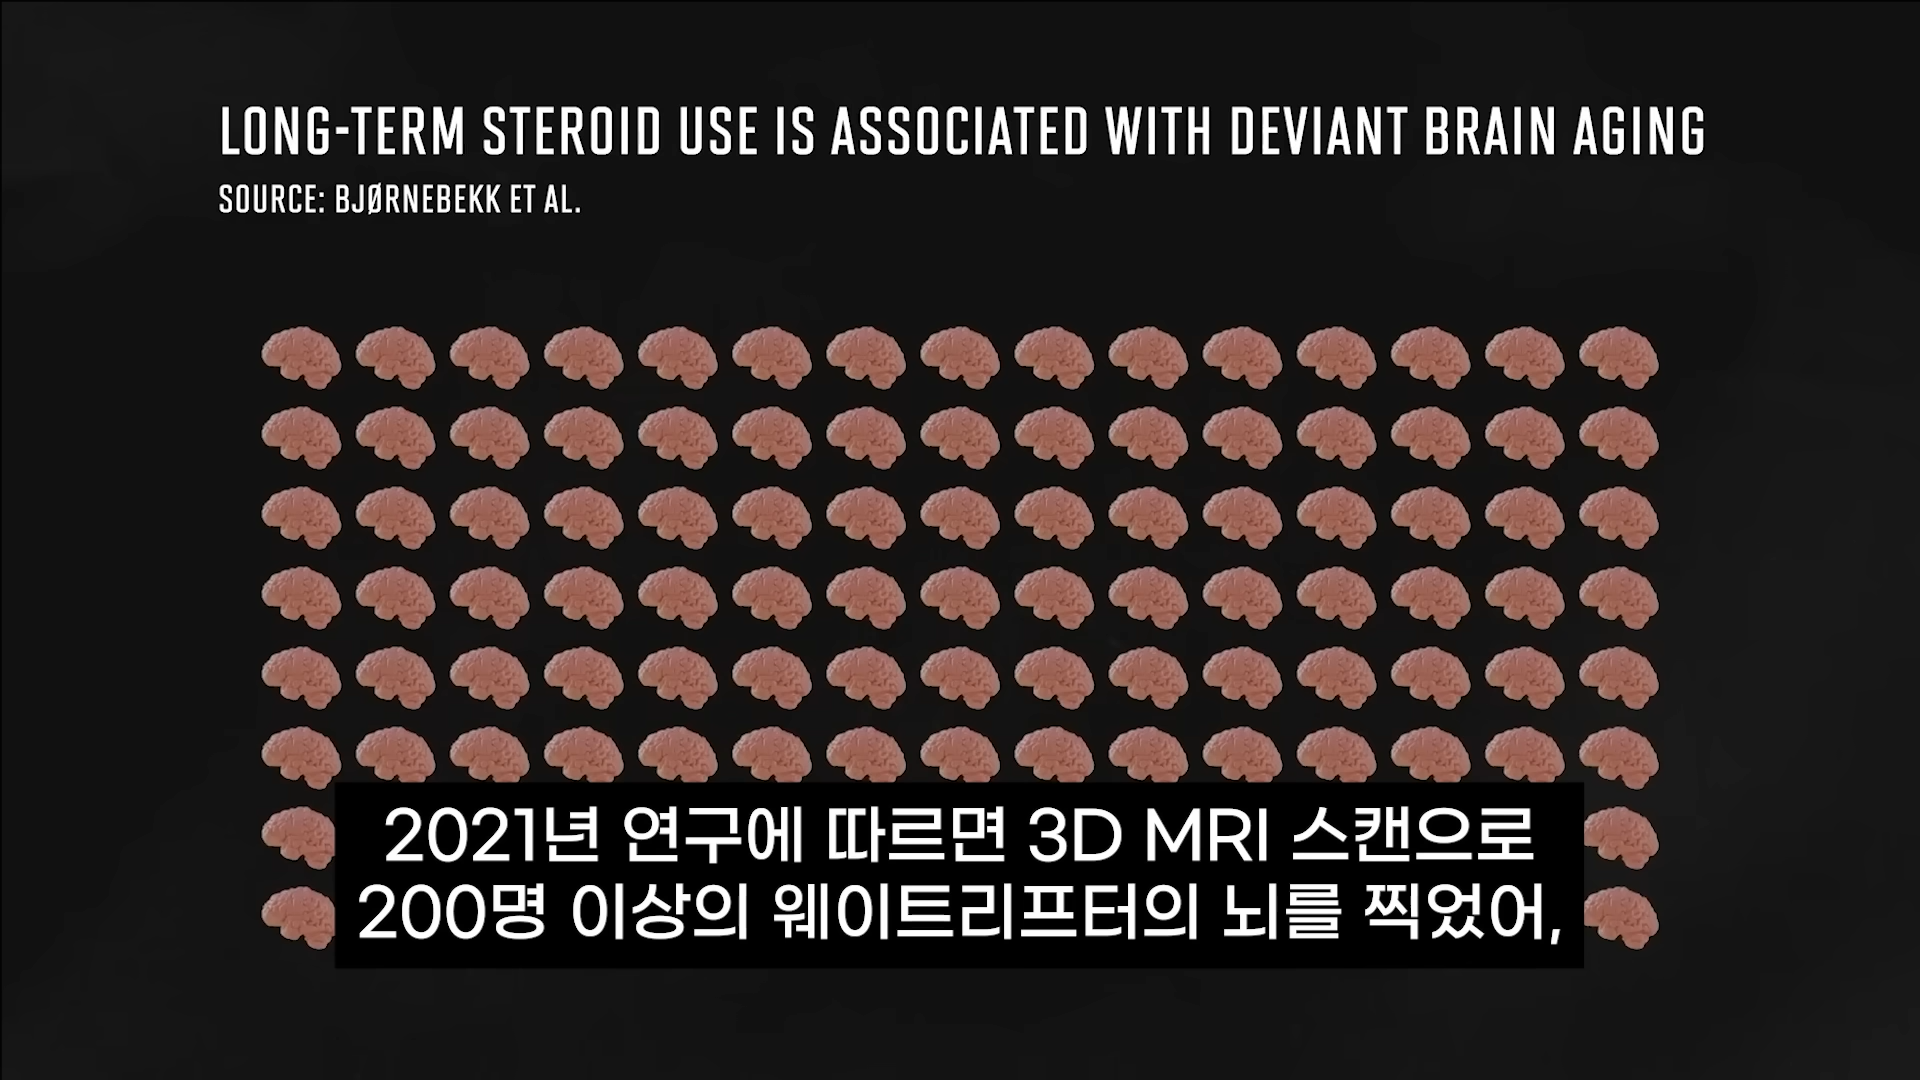 LONG-TERM STEROID USE IS ASSOCIATED WITH DEVIANT BRAIN AGING
SOURCE: BJØRNEBEKK ET AL.
2021년 연구에 따르면 3D MRI 스캔으로
200명 이상의 웨이트리프터의 뇌를 찍었어,